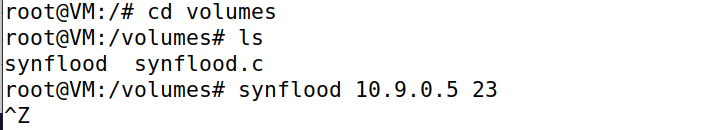 root@VM:/# cd volumes
root@VM:/volumes# ls
synflood  synflood.c
root@VM:/volumes# synflood 10.9.0.5 23
^Z